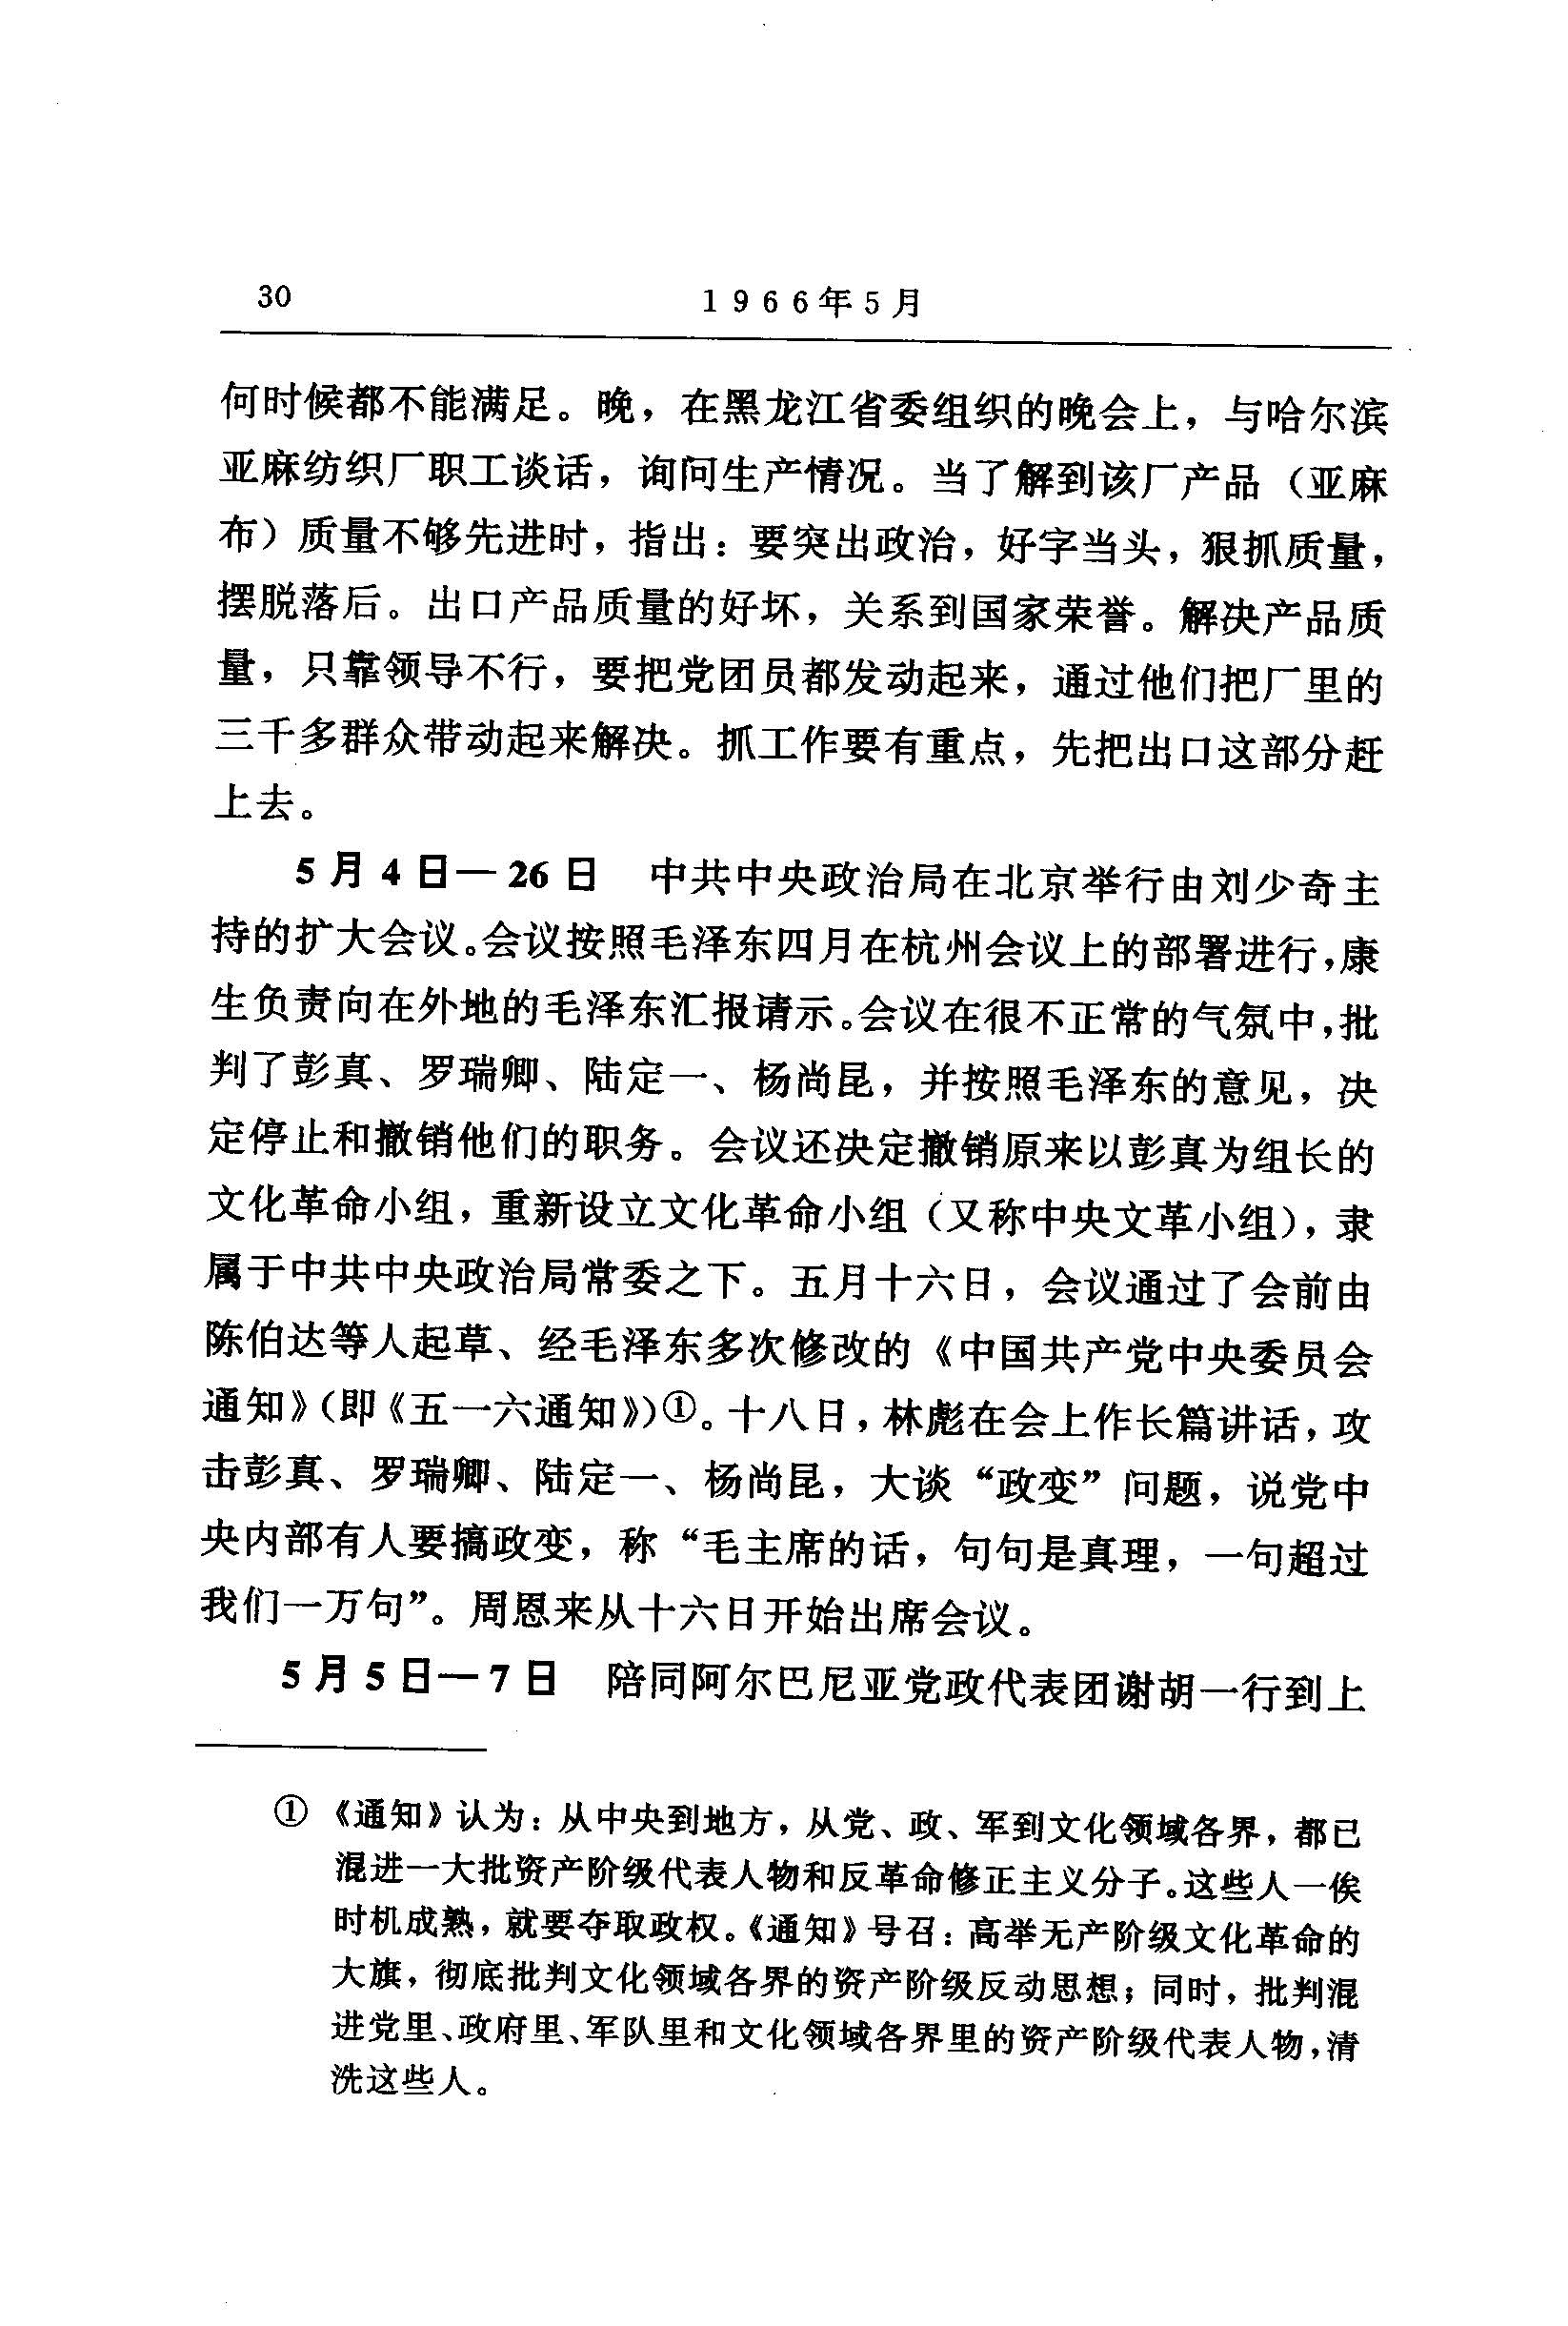 30
1966年5月
何时候都不能满足。晚，在黑龙江省委组织的晚会上，与哈尔滨
亚麻纺织厂职工谈话，询问生产情况。当了解到该厂产品（亚麻
布）质量不够先进时，指出：要突出政治，好字当头，狠抓质量，
摆脱落后。出口产品质量的好坏，关系到国家荣誉。解决产品质
量，只靠领导不行，要把党团员都发动起来，通过他们把厂里的
三千多群众带动起来解决。抓工作要有重点，先把出口这部分赶
上去。
5月4日—26日　中共中央政治局在北京举行由刘少奇主
持的扩大会议。会议按照毛泽东四月在杭州会议上的部署进行，康
生负责向在外地的毛泽东汇报请示。会议在很不正常的气氛中，批
判了彭真、罗瑞卿、陆定一、杨尚昆，并按照毛泽东的意见，决
定停止和撤销他们的职务。会议还决定撤销原来以彭真为组长的
文化革命小组，重新设立文化革命小组（又称中央文革小组），隶
属于中共中央政治局常委之下。五月十六日，会议通过了会前由
陈伯达等人起草、经毛泽东多次修改的《中国共产党中央委员会
通知》（即《五一六通知》）①。十八日，林彪在会上作长篇讲话，攻
击彭真、罗瑞卿、陆定一、杨尚昆，大谈“政变”问题，说党中
央内部有人要搞政变，称“毛主席的话，句句是真理，一句超过
我们一万句”。周恩来从十六日开始出席会议。
5月5日—7日　陪同阿尔巴尼亚党政代表团谢胡一行到上
① 《通知》认为：从中央到地方，从党、政、军到文化领域各界，都已
混进一大批资产阶级代表人物和反革命修正主义分子。这些人一俟
时机成熟，就要夺取政权。《通知》号召：高举无产阶级文化革命的
大旗，彻底批判文化领域各界的资产阶级反动思想；同时，批判混
进党里、政府里、军队里和文化领域各界里的资产阶级代表人物，清
洗这些人。